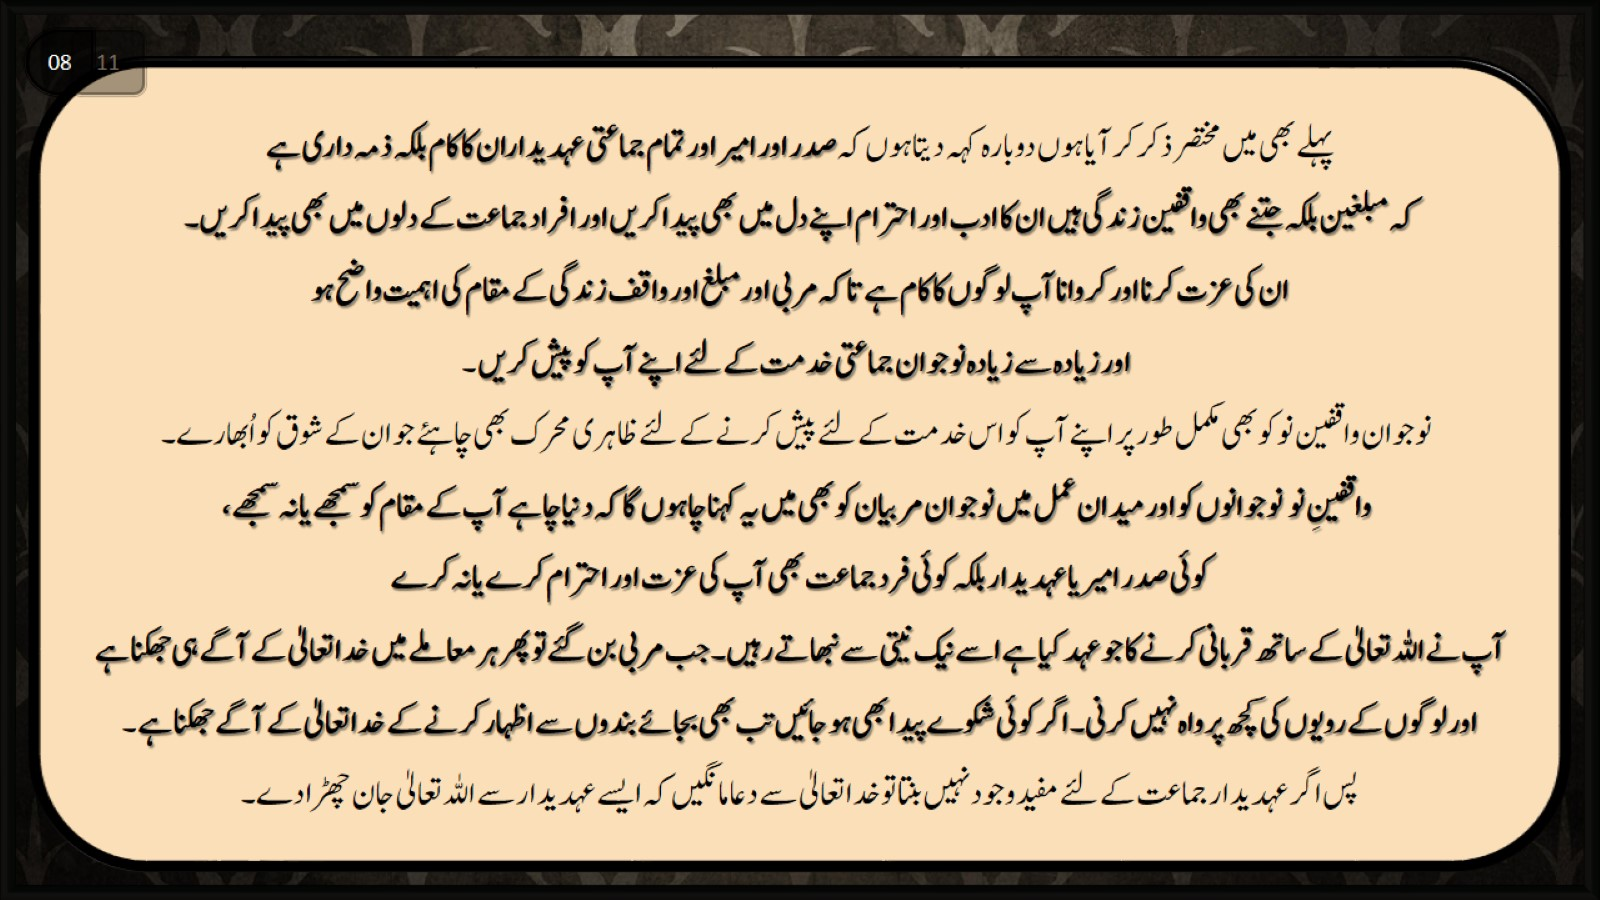 08 11
پہلے بھی میں مختصر ذکر کر آیا ہوں دوبارہ کہہ دیتا ہوں کہ صدر اور امیر اور تمام جماعتی عہدیداران کا کام بلکہ ذمہ داری ہے
کہ مبلغین بلکہ جتنے بھی واقفین زندگی ہیں ان کا ادب اور احترام اپنے دل میں بھی پیدا کریں اور افراد جماعت کے دلوں میں بھی پیدا کریں۔
ان کی عزت کرنا اور کروانا آپ لوگوں کا کام ہے تاکہ مربی اور مبلغ اور واقف زندگی کے مقام کی اہمیت واضح ہو
اور زیادہ سے زیادہ نوجوان جماعتی خدمت کے لئے اپنے آپ کو پیش کریں۔
نوجوان واقفین نو کو بھی مکمل طور پر اپنے آپ کو اس خدمت کے لئے پیش کرنے کے لئے ظاہری محرک بھی چاہئے جو ان کے شوق کو اُبھارے۔
واقفینِ نو نوجوانوں کو اور میدان عمل میں نوجوان مربیان کو بھی میں یہ کہنا چاہوں گا کہ دنیا چاہے آپ کے مقام کو سمجھے یا نہ سمجھے،
کوئی صدر امیر یا عہدیدار بلکہ کوئی فرد جماعت بھی آپ کی عزت اور احترام کرے یا نہ کرے
آپ نے اللہ تعالیٰ کے ساتھ قربانی کرنے کا جو عہد کیا ہے اسے نیک نیتی سے نبھاتے رہیں۔ جب مربی بن گئے تو پھر ہر معاملے میں خدا تعالیٰ کے آگے ہی جھکنا ہے
اور لوگوں کے رویوں کی کچھ پرواہ نہیں کرنی۔ اگر کوئی شکوے پیدا بھی ہو جائیں تب بھی بجائے بندوں سے اظہار کرنے کے خدا تعالیٰ کے آگے جھکنا ہے۔
پس اگر عہدیدار جماعت کے لئے مفید وجود نہیں بنتا تو خدا تعالیٰ سے دعا مانگیں کہ ایسے عہدیدار سے اللہ تعالیٰ جان چھڑا دے۔